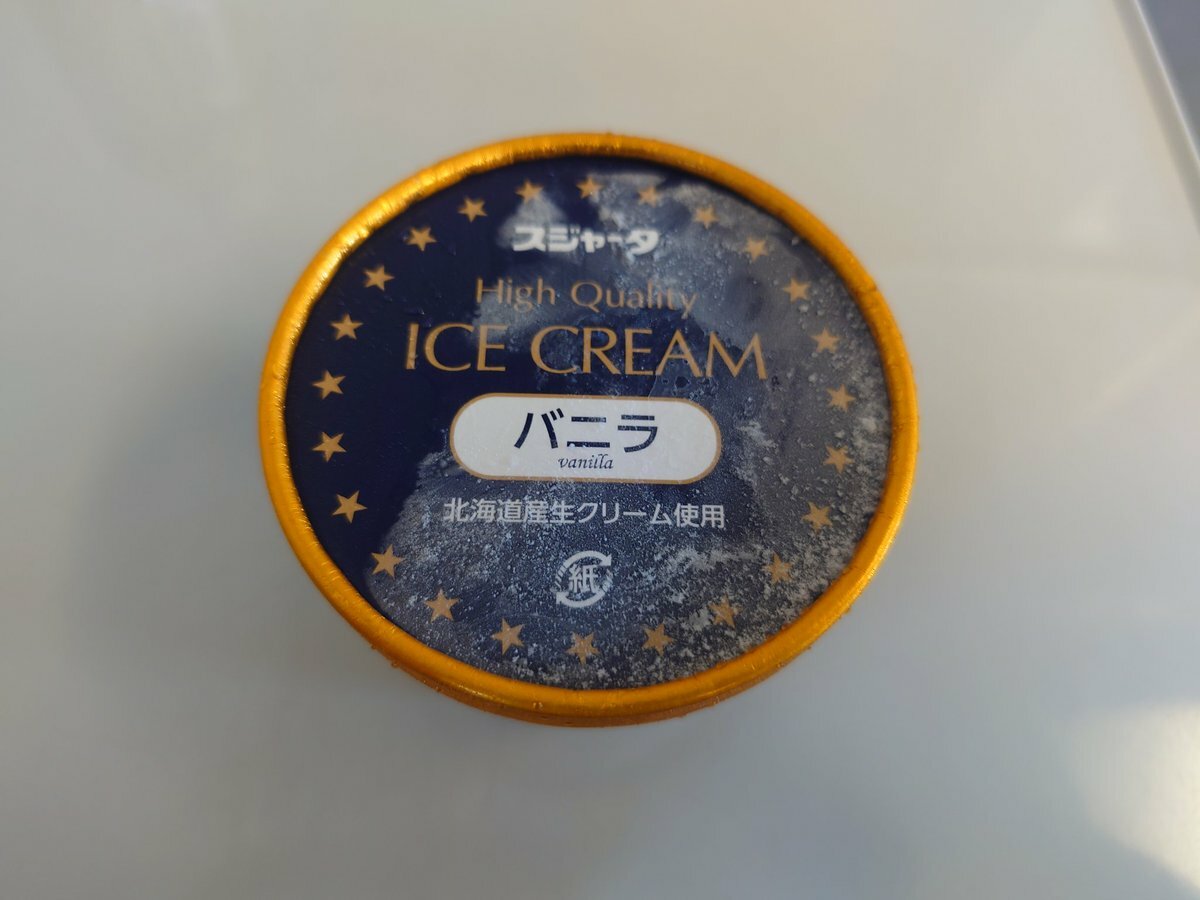 スジャータ
High Quality
ICE CREAM
バニラ
vanilla
北海道産生クリーム使用
紙